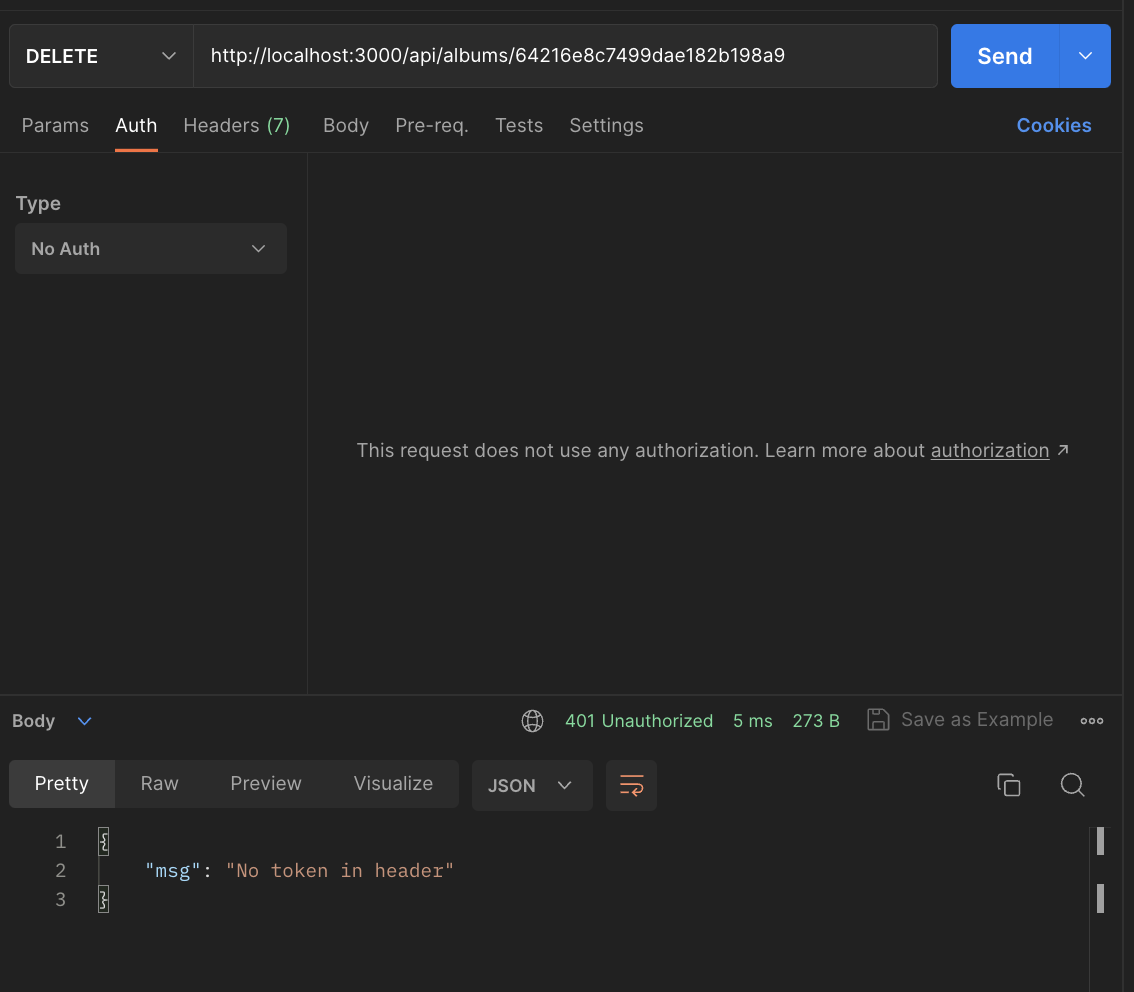 DELETE http://localhost:3000/api/albums/64216e8c7499dae182b198a9 Send
Params Auth Headers (7) Body Pre-req. Tests Settings Cookies
Type
No Auth
This request does not use any authorization. Learn more about authorization ↗
Body 401 Unauthorized 5 ms 273 B Save as Example
Pretty Raw Preview Visualize JSON
1 {
2 "msg": "No token in header"
3 }